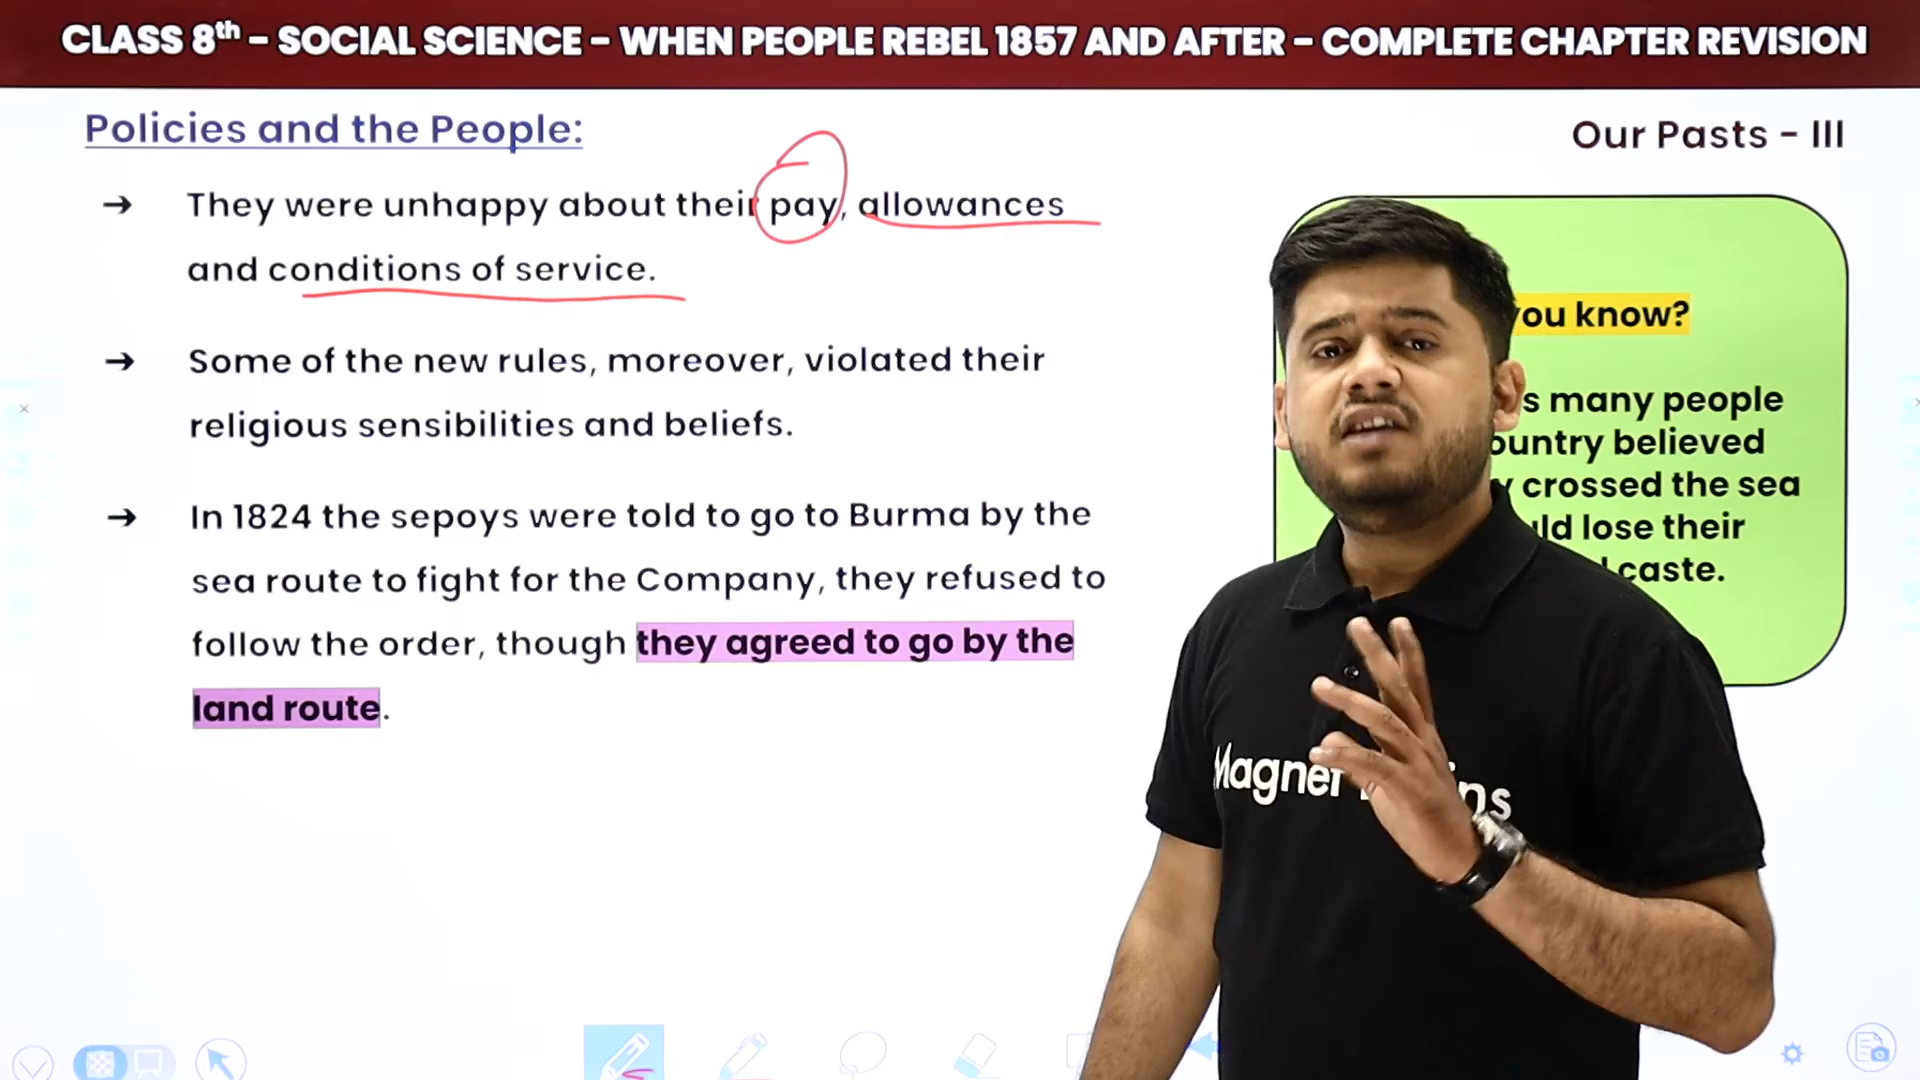 CLASS 8th – SOCIAL SCIENCE – WHEN PEOPLE REBEL 1857 AND AFTER – COMPLETE CHAPTER REVISION
Policies and the People:
Our Pasts – III
→ They were unhappy about their pay, allowances
and conditions of service.
→ Some of the new rules, moreover, violated their
religious sensibilities and beliefs.
→ In 1824 the sepoys were told to go to Burma by the
sea route to fight for the Company, they refused to
follow the order, though they agreed to go by the
land route.
you know?
many people
believed
crossed the sea
lose their
caste.